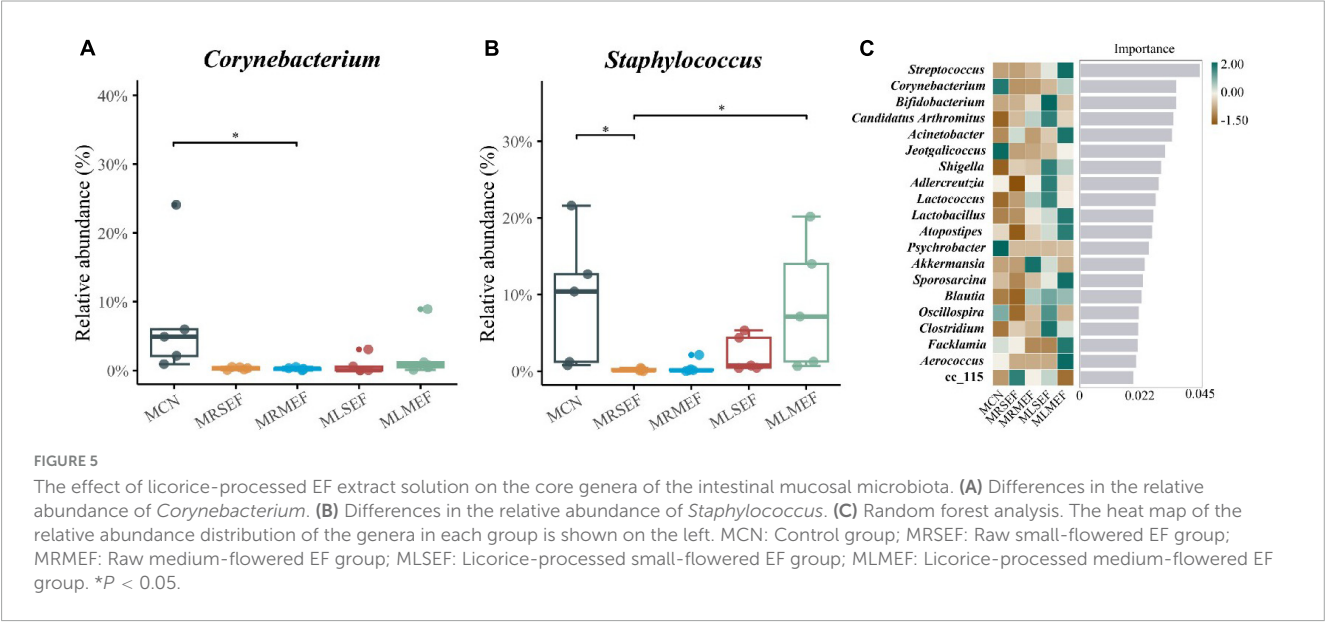 A
Corynebacterium
Relative abundance (%)
40%
30%
20%
10%
0%
*
MCN
MRSEF
MRMEF
MLSEF
MLMEF
B
Staphylococcus
Relative abundance (%)
30%
20%
10%
0%
*
*
MCN
MRSEF
MRMEF
MLSEF
MLMEF
C
Importance
Streptococcus
Corynebacterium
Bifidobacterium
Candidatus Arthromitus
Acinetobacter
Jeotgalicoccus
Shigella
Adlercreutzia
Lactococcus
Lactobacillus
Atopostipes
Psychrobacter
Akkermansia
Sporosarcina
Blautia
Oscillospira
Clostridium
Facklamia
Aerococcus
cc_115
MCN
MRSEF
MRMEF
MLSEF
MLMEF
2.00
0.00
-1.50
0
0.022
0.045
FIGURE 5
The effect of licorice-processed EF extract solution on the core genera of the intestinal mucosal microbiota. (A) Differences in the relative
abundance of Corynebacterium. (B) Differences in the relative abundance of Staphylococcus. (C) Random forest analysis. The heat map of the
relative abundance distribution of the genera in each group is shown on the left. MCN: Control group; MRSEF: Raw small-flowered EF group;
MRMEF: Raw medium-flowered EF group; MLSEF: Licorice-processed small-flowered EF group; MLMEF: Licorice-processed medium-flowered EF
group. *P < 0.05.